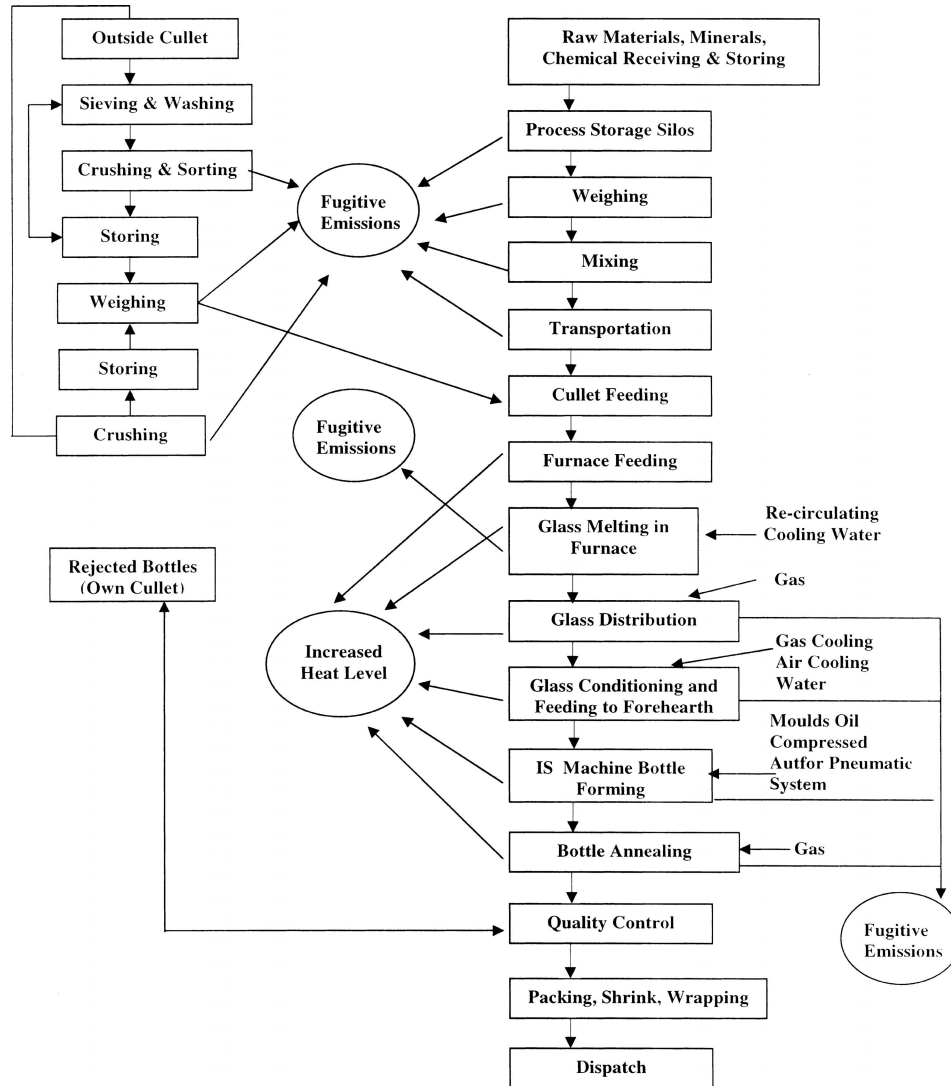 Outside Cullet
Sieving & Washing
Crushing & Sorting
Storing
Weighing
Storing
Crushing
Rejected Bottles
(Own Cullet)
Fugitive
Emissions
Fugitive
Emissions
Increased
Heat Level
Raw Materials, Minerals,
Chemical Receiving & Storing
Process Storage Silos
Weighing
Mixing
Transportation
Cullet Feeding
Furnace Feeding
Glass Melting in
Furnace
Glass Distribution
Glass Conditioning and
Feeding to Forehearth
IS Machine Bottle
Forming
Bottle Annealing
Quality Control
Packing, Shrink, Wrapping
Dispatch
Re-circulating
Cooling Water
Gas
Gas Cooling
Air Cooling
Water
Moulds Oil
Compressed
Autfor Pneumatic
System
Gas
Fugitive
Emissions